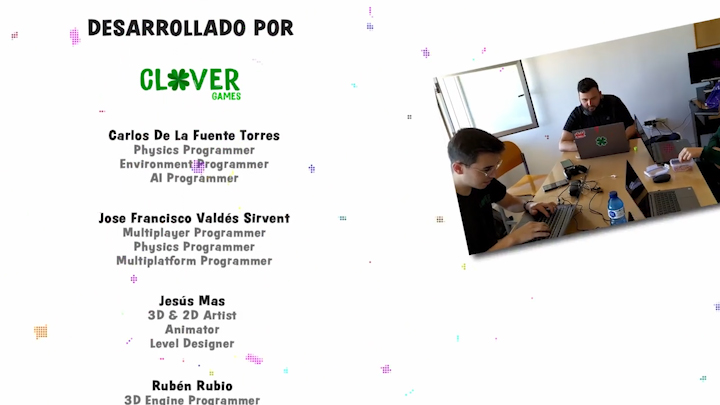 DESARROLLADO POR
CLOVER
GAMES
Carlos De La Fuente Torres
Physics Programmer
Environment Programmer
AI Programmer
Jose Francisco Valdés Sirvent
Multiplayer Programmer
Physics Programmer
Multiplatform Programmer
Jesús Mas
3D & 2D Artist
Animator
Level Designer
Rubén Rubio
3D Engine Programmer